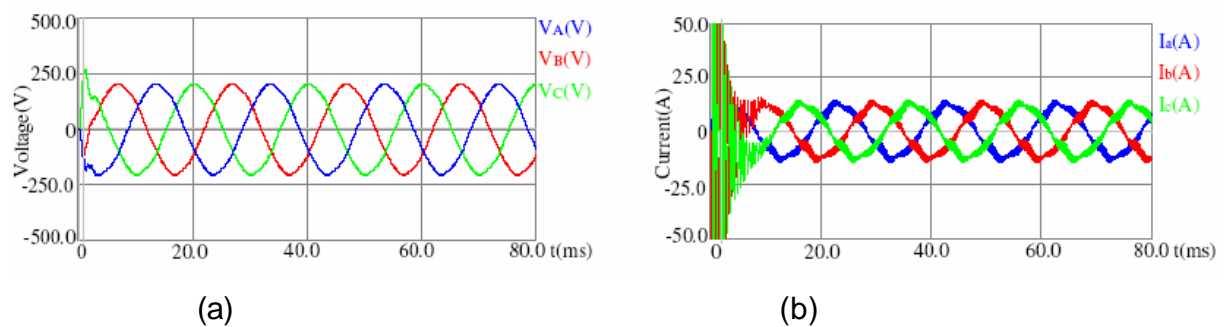 500.0
250.0
0
-250.0
-500.0
Voltage(V)
0
20.0
40.0
60.0
80.0 t(ms)
VA(V)
VB(V)
VC(V)
(a)
50.0
25.0
0
-25.0
-50.0
Current(A)
0
20.0
40.0
60.0
80.0 t(ms)
Ia(A)
Ib(A)
Ic(A)
(b)